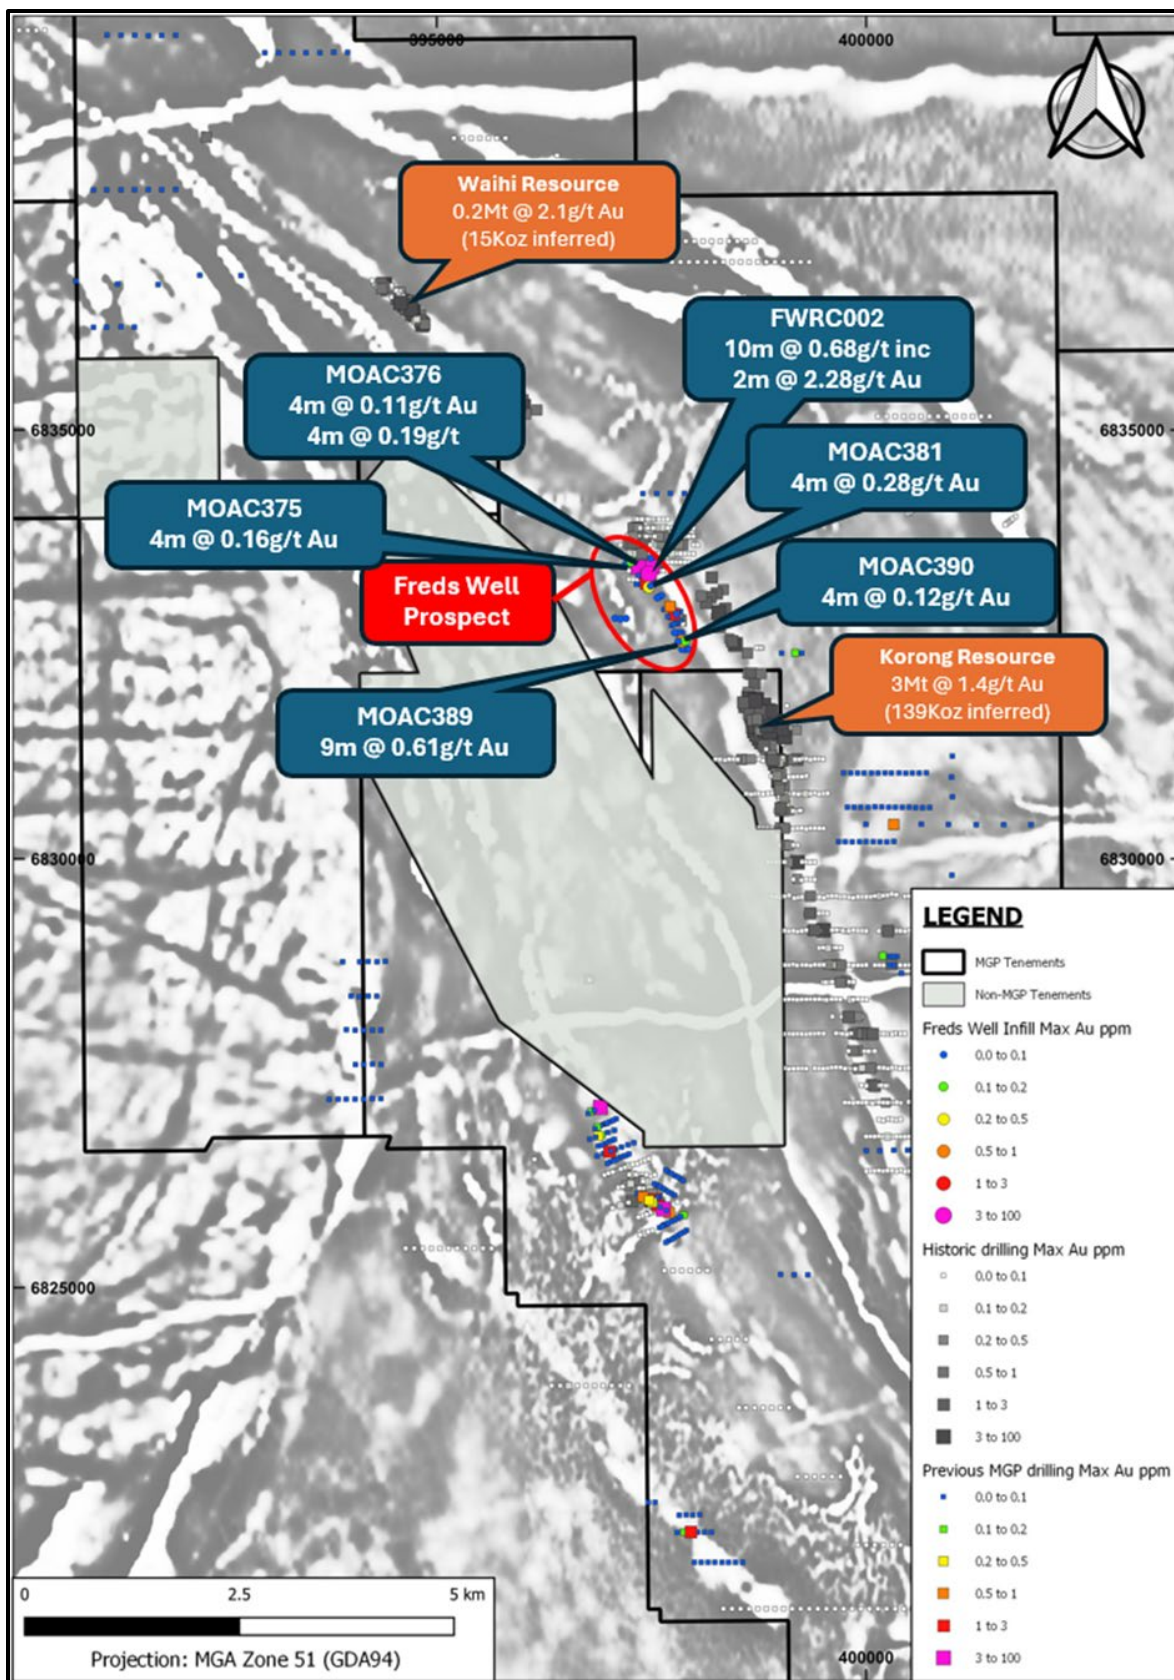 395000
400000
Waihi Resource
0.2Mt @ 2.1g/t Au
(15Koz inferred)
FWRC002
10m @ 0.68g/t inc
2m @ 2.28g/t Au
MOAC376
4m @ 0.11g/t Au
4m @ 0.19g/t
6835000
6835000
MOAC381
4m @ 0.28g/t Au
MOAC375
4m @ 0.16g/t Au
MOAC390
4m @ 0.12g/t Au
Freds Well
Prospect
Korong Resource
3Mt @ 1.4g/t Au
(139Koz inferred)
MOAC389
9m @ 0.61g/t Au
6830000
6830000
6825000
LEGEND
MGP Tenements
Non-MGP Tenements
Freds Well Infill Max Au ppm
0.0 to 0.1
0.1 to 0.2
0.2 to 0.5
0.5 to 1
1 to 3
3 to 100
Historic drilling Max Au ppm
0.0 to 0.1
0.1 to 0.2
0.2 to 0.5
0.5 to 1
1 to 3
3 to 100
Previous MGP drilling Max Au ppm
0.0 to 0.1
0.1 to 0.2
0.2 to 0.5
0.5 to 1
1 to 3
3 to 100
0 2.5 5 km
Projection: MGA Zone 51 (GDA94)
400000